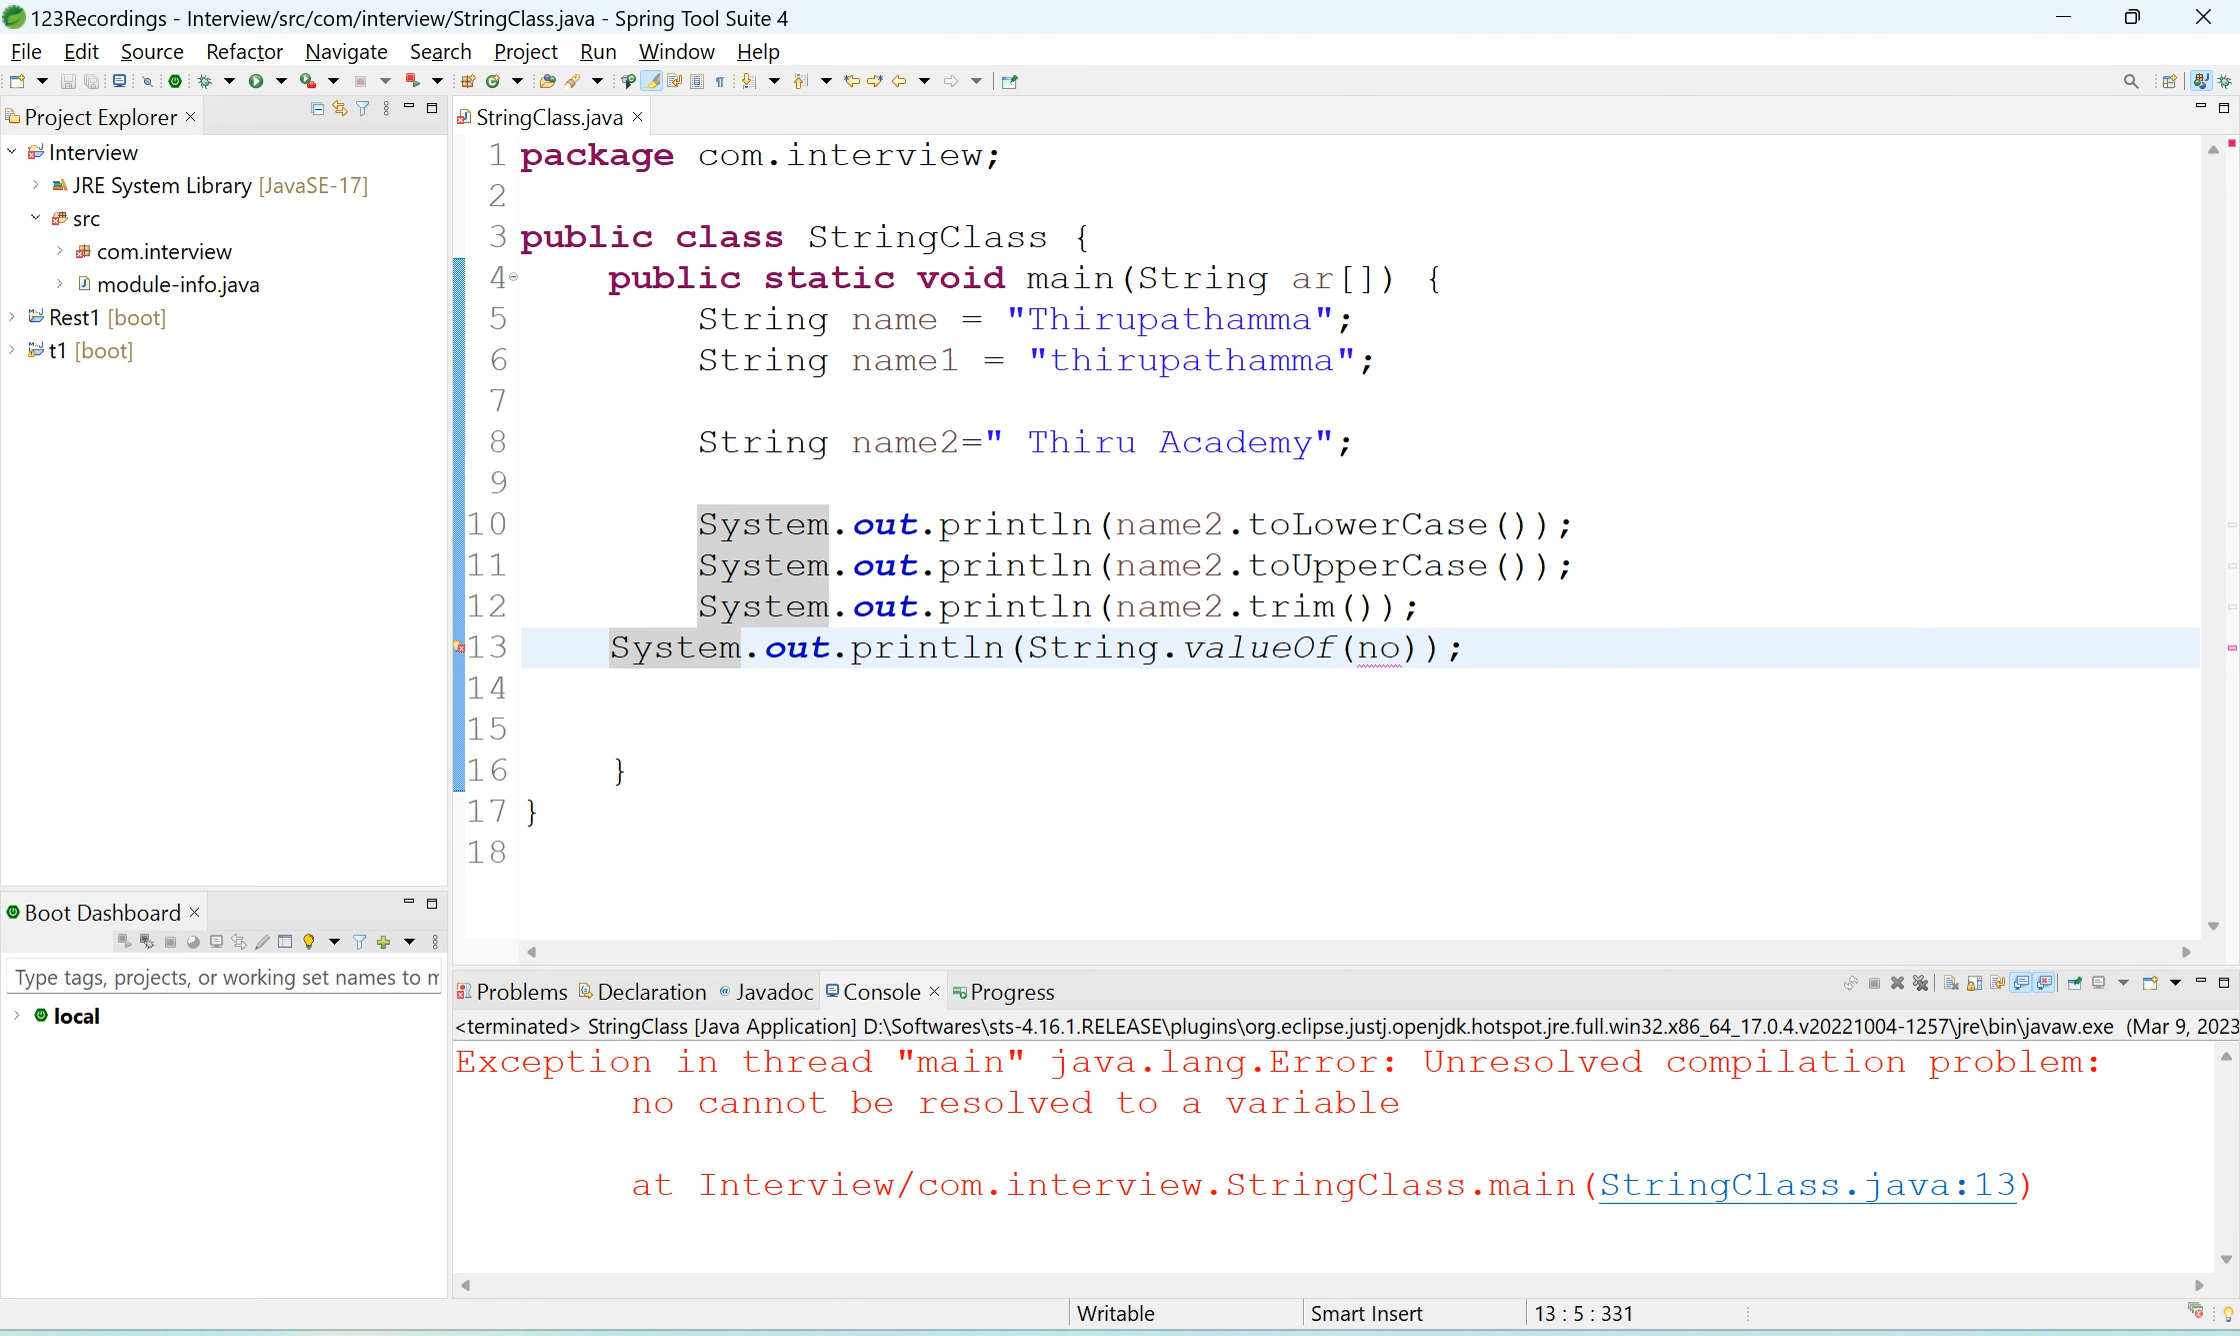 123Recordings - Interview/src/com/interview/StringClass.java - Spring Tool Suite 4
File Edit Source Refactor Navigate Search Project Run Window Help
Project Explorer
Interview
JRE System Library [JavaSE-17]
src
com.interview
module-info.java
Rest1 [boot]
t1 [boot]
StringClass.java
1 package com.interview;
2
3 public class StringClass {
4 public static void main(String ar[]) {
5 String name = "Thirupathamma";
6 String name1 = "thirupathamma";
7
8 String name2=" Thiru Academy";
9
10 System.out.println(name2.toLowerCase());
11 System.out.println(name2.toUpperCase());
12 System.out.println(name2.trim());
13 System.out.println(String.valueOf(no));
14
15
16 }
17 }
18
Boot Dashboard
Type tags, projects, or working set names to m
local
Problems Declaration @ Javadoc Console Progress
<terminated> StringClass [Java Application] D:\Softwares\sts-4.16.1.RELEASE\plugins\org.eclipse.justj.openjdk.hotspot.jre.full.win32.x86_64_17.0.4.v20221004-1257\jre\bin\javaw.exe (Mar 9, 2023
Exception in thread "main" java.lang.Error: Unresolved compilation problem:
no cannot be resolved to a variable
at Interview/com.interview.StringClass.main(StringClass.java:13)
Writable Smart Insert 13 : 5 : 331